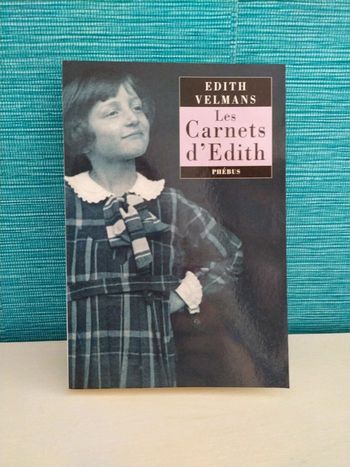 EDITH
VELMANS
Les
Carnets
d'Edith
PHÉBUS